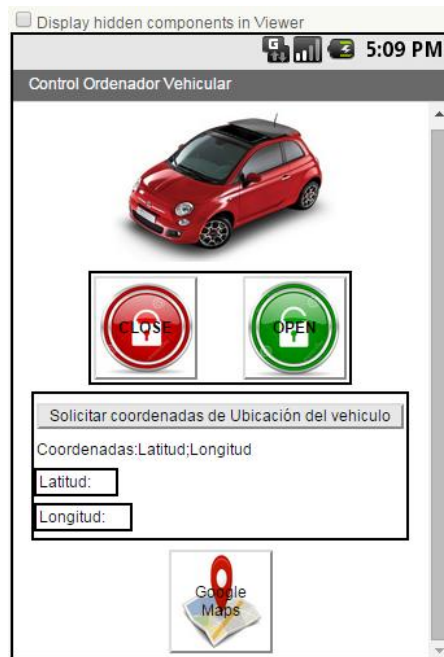 Display hidden components in Viewer
5:09 PM
Control Ordenador Vehicular
CLOSE
OPEN
Solicitar coordenadas de Ubicación del vehiculo
Coordenadas:Latitud;Longitud
Latitud:
Longitud:
Google
Maps